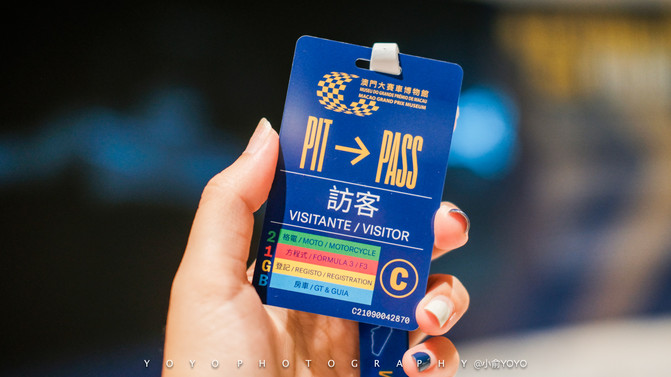 澳門大賽車博物館
MUSEU DO GRANDE PRÉMIO DE MACAU
MACAO GRAND PRIX MUSEUM
PIT → PASS
訪客
VISITANTE / VISITOR
2 格電 / MOTO / MOTORCYCLE
1 方程式 / FORMULA 3 / F3
G 登記 / REGISTO / REGISTRATION
B 房車 / GT & GUIA
C
C21090042870
YOYOPHOTOGRAPHY @小俞YOYO